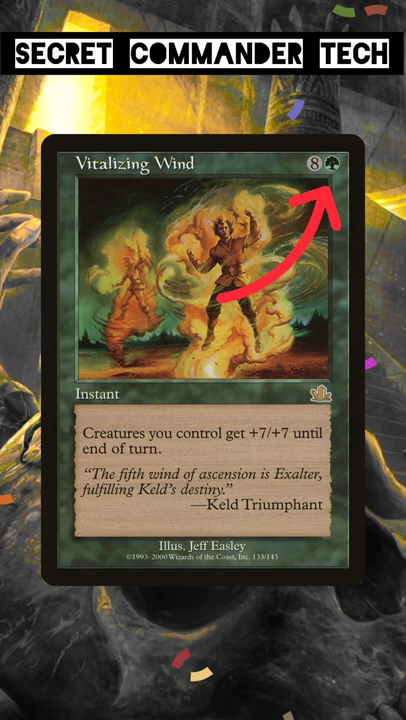 SECRET COMMANDER TECH
Vitalizing Wind 8
Instant
Creatures you control get +7/+7 until
end of turn.
“The fifth wind of ascension is Exalter,
fulfilling Keld’s destiny.”
—Keld Triumphant
Illus. Jeff Easley
©1993–2000 Wizards of the Coast, Inc. 133/143